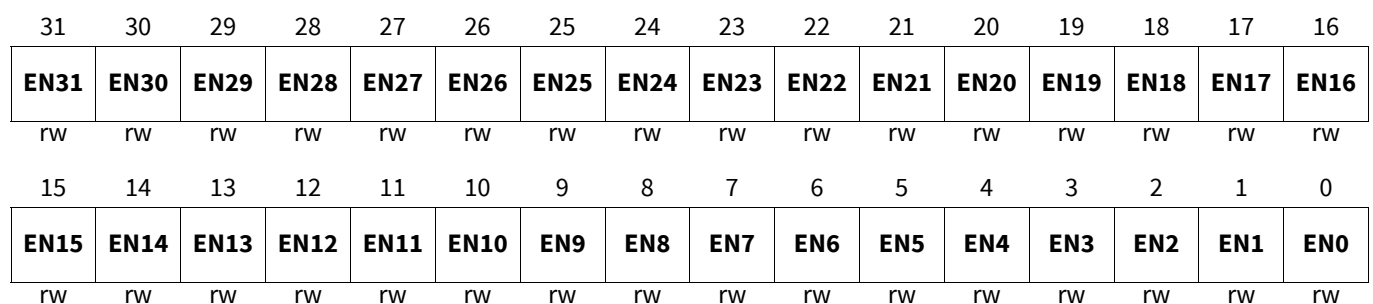 31 30 29 28 27 26 25 24 23 22 21 20 19 18 17 16
EN31 EN30 EN29 EN28 EN27 EN26 EN25 EN24 EN23 EN22 EN21 EN20 EN19 EN18 EN17 EN16
rw rw rw rw rw rw rw rw rw rw rw rw rw rw rw rw
15 14 13 12 11 10 9 8 7 6 5 4 3 2 1 0
EN15 EN14 EN13 EN12 EN11 EN10 EN9 EN8 EN7 EN6 EN5 EN4 EN3 EN2 EN1 EN0
rw rw rw rw rw rw rw rw rw rw rw rw rw rw rw rw